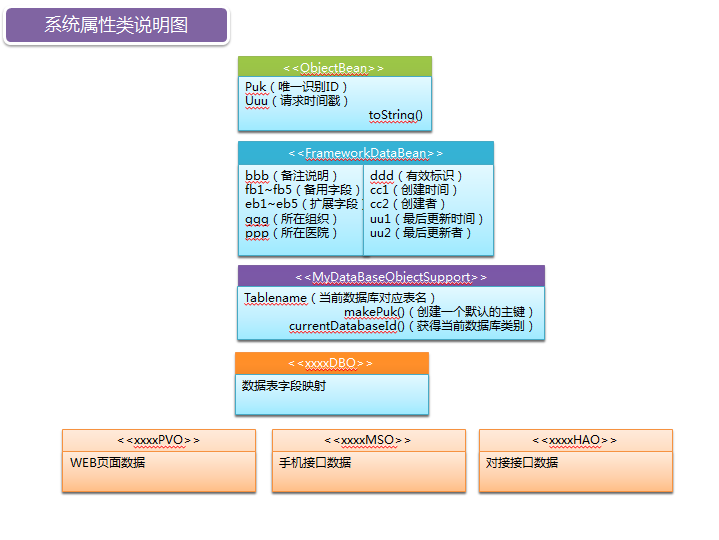 系统属性类说明图
<<ObjectBean>>
Puk（唯一识别ID）
Uuu（请求时间戳）
toString()
<<FrameworkDataBean>>
bbb（备注说明）
fb1~fb5（备用字段）
eb1~eb5（扩展字段）
ggg（所在组织）
ppp（所在医院）
ddd（有效标识）
cc1（创建时间）
cc2（创建者）
uu1（最后更新时间）
uu2（最后更新者）
<<MyDataBaseObjectSupport>>
Tablename（当前数据库对应表名）
makePuk()（创建一个默认的主键）
currentDatabaseId()（获得当前数据库类别）
<<xxxxDBO>>
数据表字段映射
<<xxxxPVO>>
WEB页面数据
<<xxxxMSO>>
手机接口数据
<<xxxxHAO>>
对接接口数据